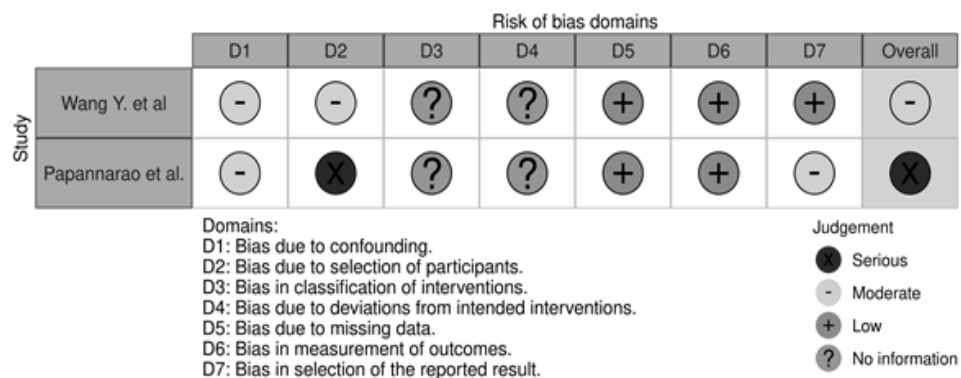 Risk of bias domains
D1 D2 D3 D4 D5 D6 D7 Overall
Study
Wang Y. et al - - ? ? + + + -
Papannarao et al. - X ? ? + + - X
Domains:
D1: Bias due to confounding.
D2: Bias due to selection of participants.
D3: Bias in classification of interventions.
D4: Bias due to deviations from intended interventions.
D5: Bias due to missing data.
D6: Bias in measurement of outcomes.
D7: Bias in selection of the reported result.
Judgement
X Serious
- Moderate
+ Low
? No information